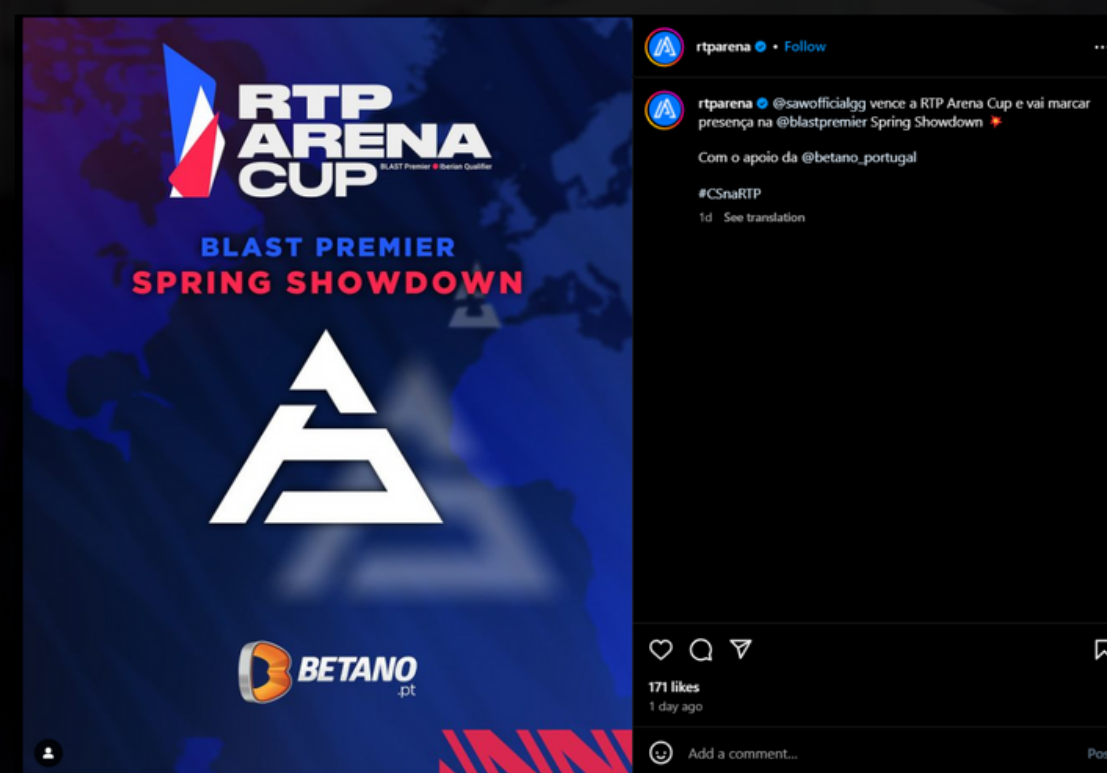 RTP
ARENA
CUP
BLAST Premier Iberian Qualifier
BLAST PREMIER
SPRING SHOWDOWN
BETANO
.pt
rtparena • Follow
rtparena @sawofficialgg vence a RTP Arena Cup e vai marcar
presença na @blastpremier Spring Showdown
Com o apoio da @betano_portugal
#CSnaRTP
1d See translation
171 likes
1 day ago
Add a comment...